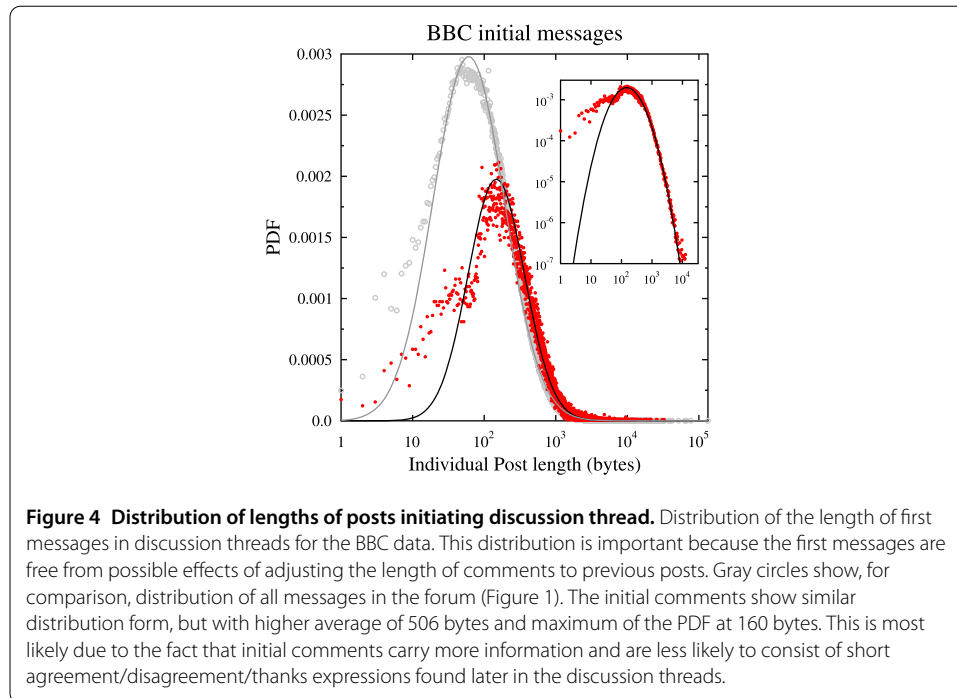 BBC initial messages
0.003
0.0025
0.002
0.0015
0.001
0.0005
0.0
PDF
1 10 10² 10³ 10⁴ 10⁵
Individual Post length (bytes)
10⁻³
10⁻⁴
10⁻⁵
10⁻⁶
10⁻⁷
1 10 10² 10³ 10⁴
Figure 4 Distribution of lengths of posts initiating discussion thread. Distribution of the length of first
messages in discussion threads for the BBC data. This distribution is important because the first messages are
free from possible effects of adjusting the length of comments to previous posts. Gray circles show, for
comparison, distribution of all messages in the forum (Figure 1). The initial comments show similar
distribution form, but with higher average of 506 bytes and maximum of the PDF at 160 bytes. This is most
likely due to the fact that initial comments carry more information and are less likely to consist of short
agreement/disagreement/thanks expressions found later in the discussion threads.